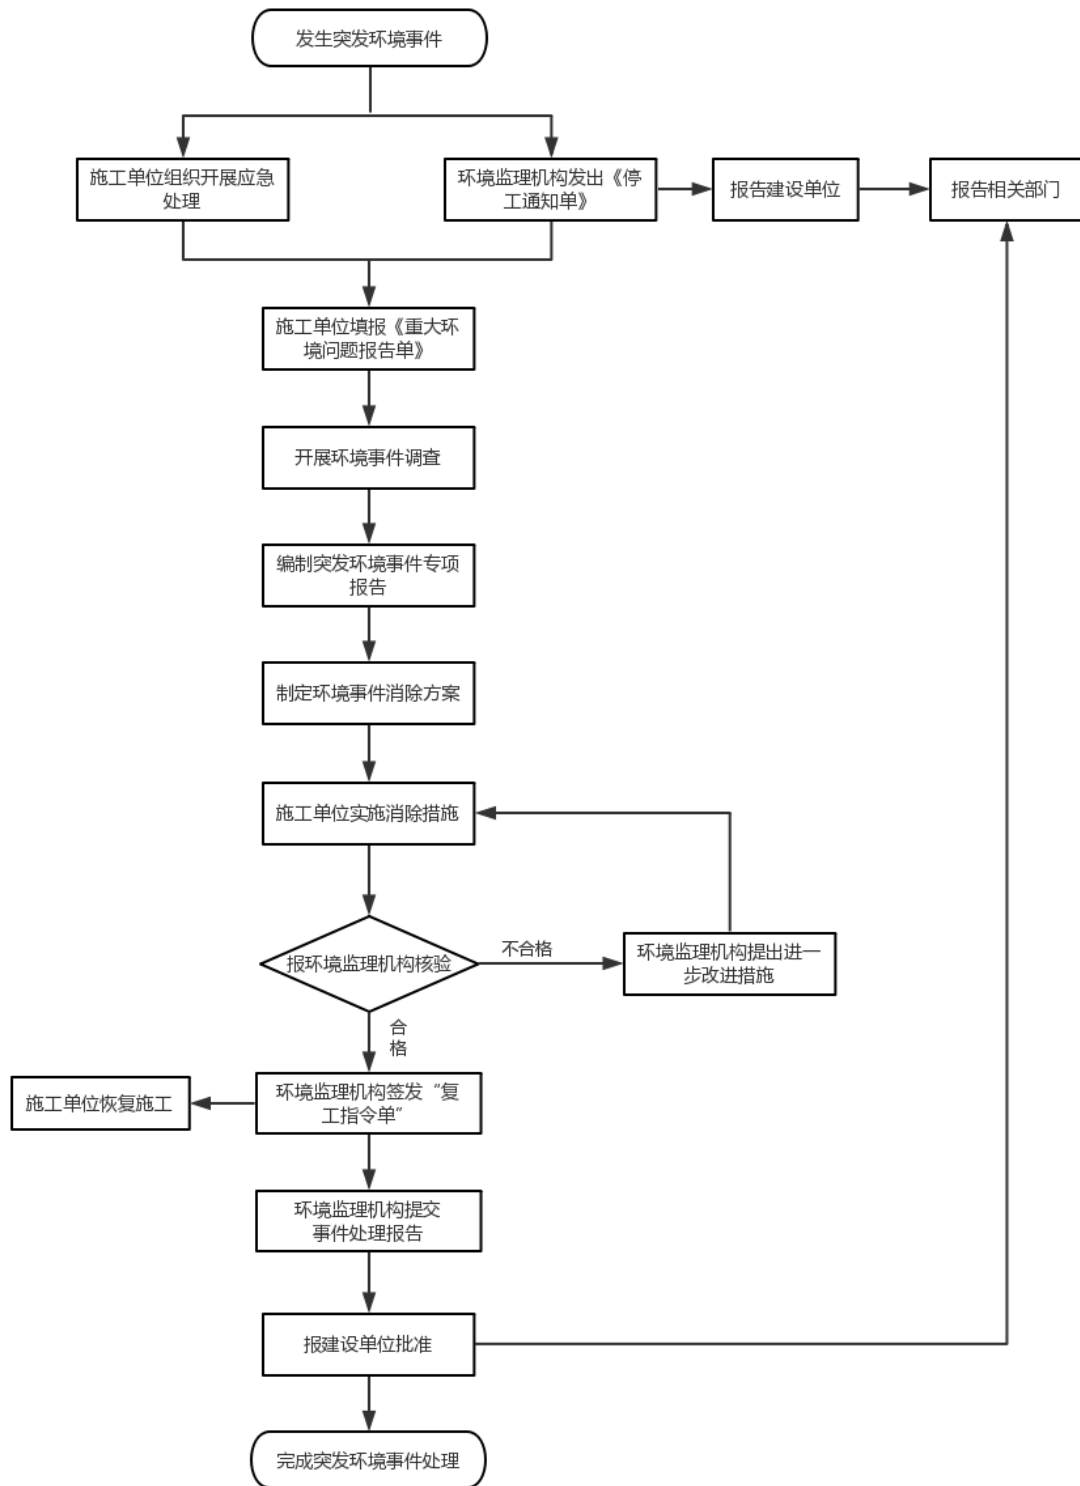 发生突发环境事件
施工单位组织开展应急
处理
环境监理机构发出《停
工通知单》
报告建设单位
报告相关部门
施工单位填报《重大环
境问题报告单》
开展环境事件调查
编制突发环境事件专项
报告
制定环境事件消除方案
施工单位实施消除措施
报环境监理机构核验
不合格
环境监理机构提出进一
步改进措施
合
格
环境监理机构签发“复
工指令单”
施工单位恢复施工
环境监理机构提交
事件处理报告
报建设单位批准
完成突发环境事件处理